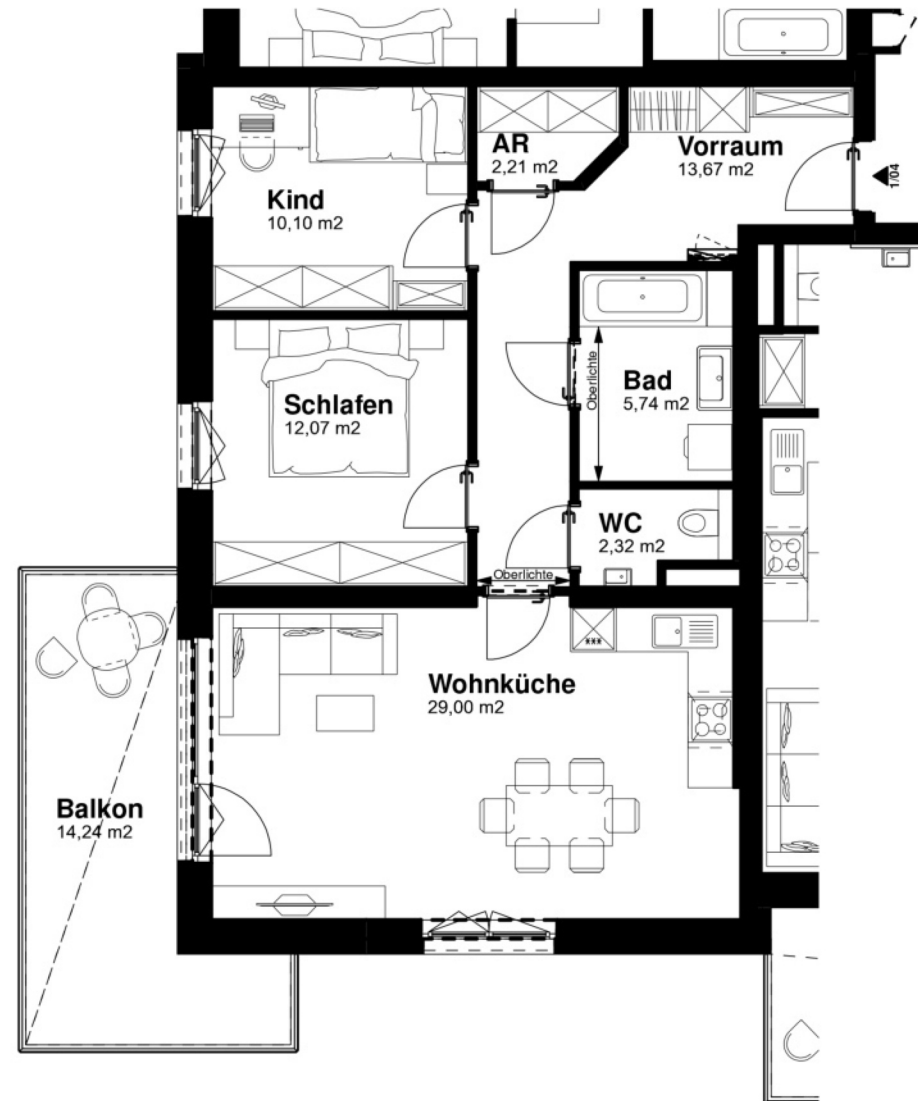 AR
2,21 m2
Vorraum
13,67 m2
1/04
Kind
10,10 m2
Schlafen
12,07 m2
Oberlichte
Bad
5,74 m2
WC
2,32 m2
Oberlichte
Wohnküche
29,00 m2
***
Balkon
14,24 m2